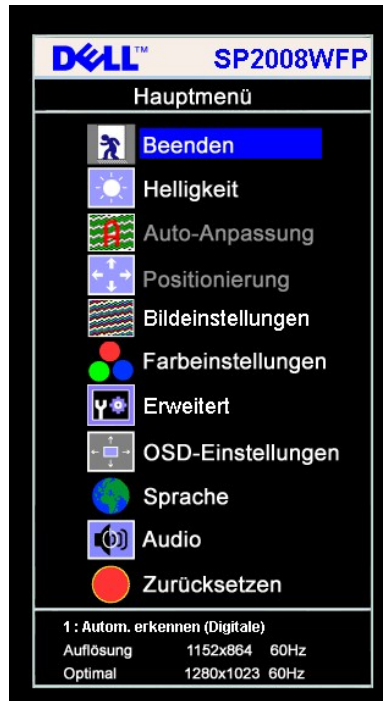 DELL™ SP2008WFP
Hauptmenü
Beenden
Helligkeit
Auto-Anpassung
Positionierung
Bildeinstellungen
Farbeinstellungen
Erweitert
OSD-Einstellungen
Sprache
Audio
Zurücksetzen
1 : Autom. erkennen (Digitale)
Auflösung 1152x864 60Hz
Optimal 1280x1023 60Hz